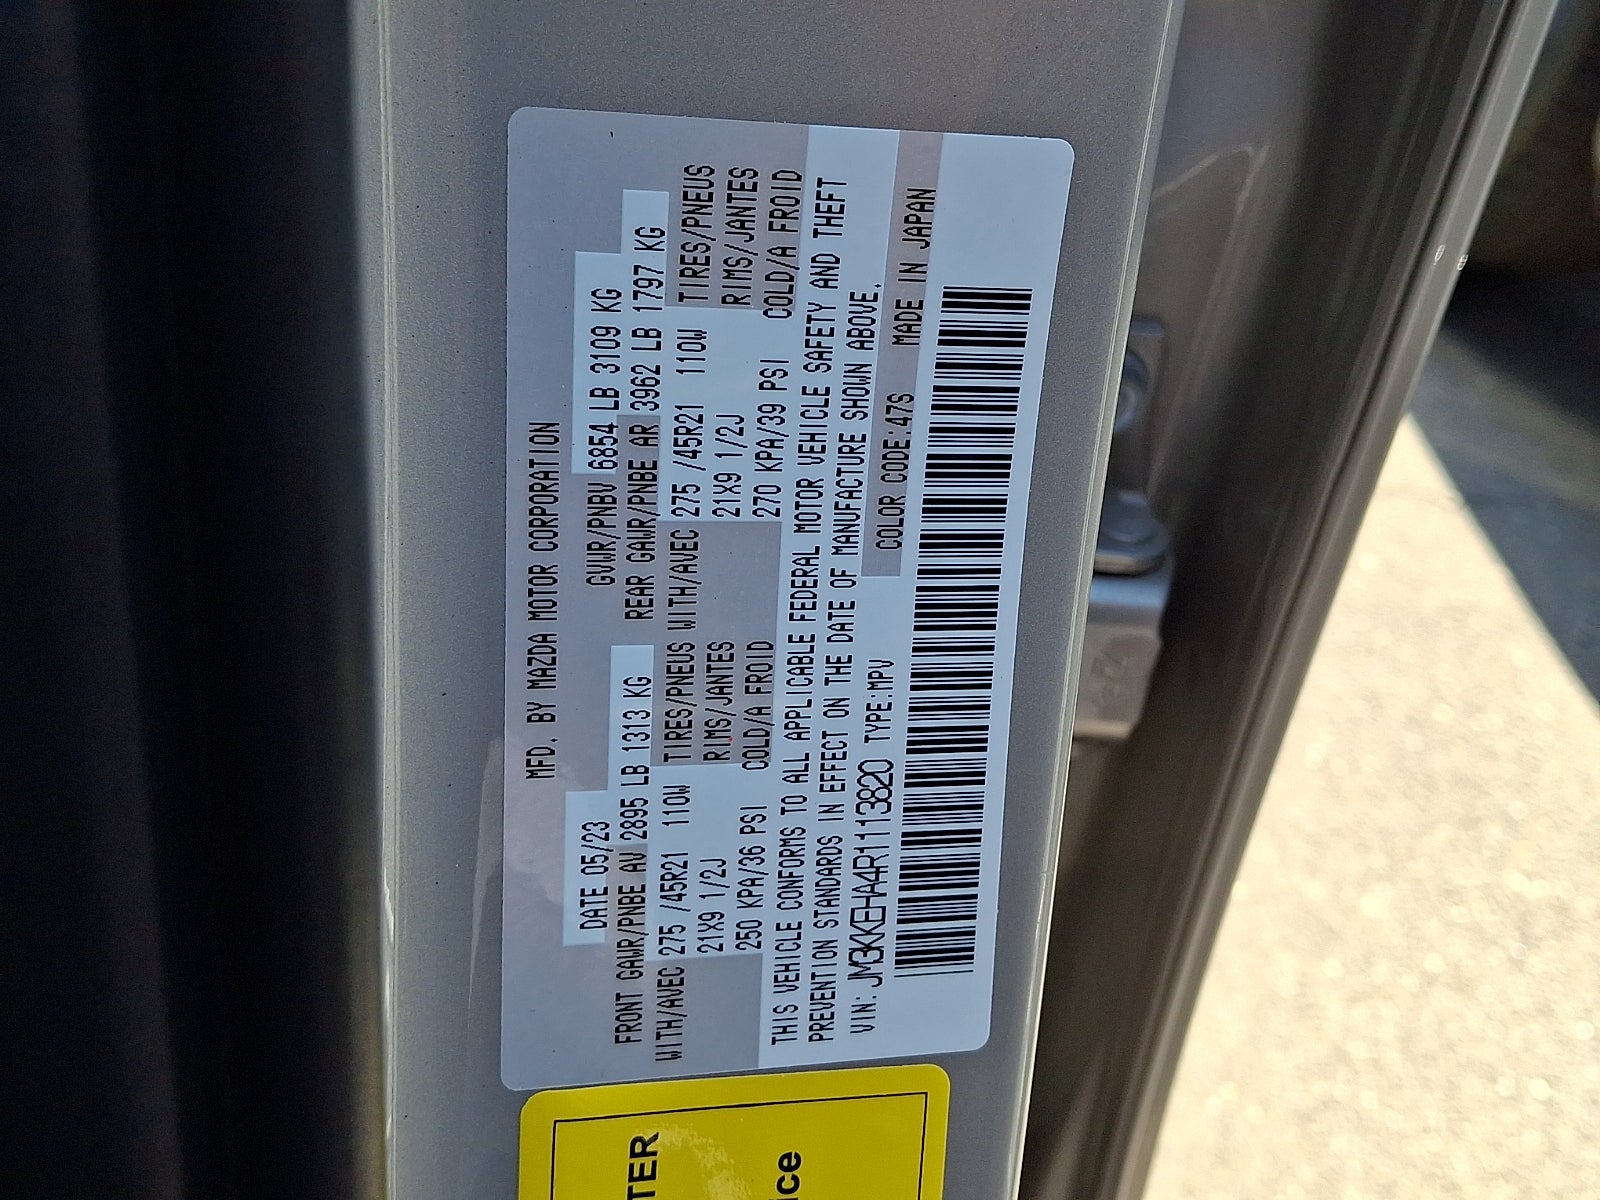 MFD. BY MAZDA MOTOR CORPORATION
DATE 05/23 GVWR/PNBV 6854 LB 3109 KG
FRONT GAWR/PNBE AV 2895 LB 1313 KG REAR GAWR/PNBE AR 3962 LB 1797 KG
WITH/AVEC 275 /45R21 110W TIRES/PNEUS WITH/AVEC 275 /45R21 110W TIRES/PNEUS
21X9 1/2J RIMS/JANTES 21X9 1/2J RIMS/JANTES
250 KPA/36 PSI COLD/A FROID 270 KPA/39 PSI COLD/A FROID
THIS VEHICLE CONFORMS TO ALL APPLICABLE FEDERAL MOTOR VEHICLE SAFETY AND THEFT
PREVENTION STANDARDS IN EFFECT ON THE DATE OF MANUFACTURE SHOWN ABOVE.
VIN: JM3KKEHA4R1113820 TYPE:MPV COLOR CODE:47S MADE IN JAPAN